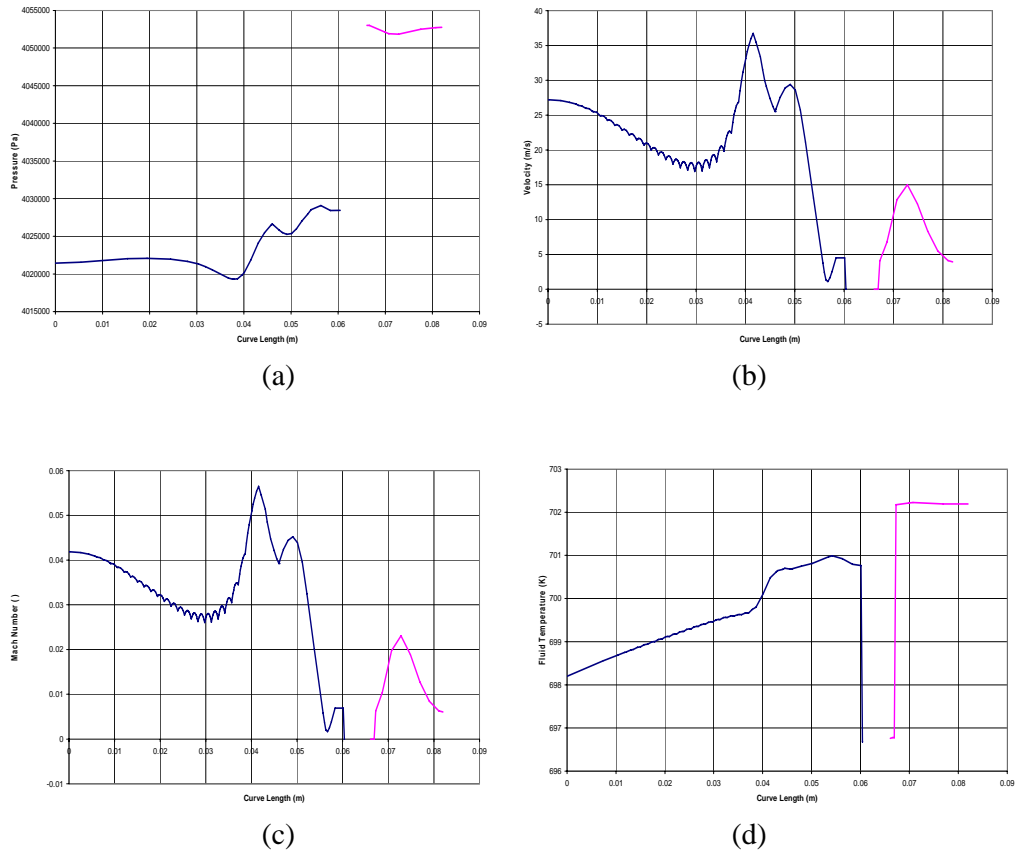 4055000
4050000
4045000
4040000
4035000
4030000
4025000
4020000
4015000
Pressure (Pa)
0 0.01 0.02 0.03 0.04 0.05 0.06 0.07 0.08 0.09
Curve Length (m)
(a)
40
35
30
25
20
15
10
5
0
-5
Velocity (m/s)
0 0.01 0.02 0.03 0.04 0.05 0.06 0.07 0.08 0.09
Curve Length (m)
(b)
0.06
0.05
0.04
0.03
0.02
0.01
0
-0.01
Mach Number ( )
0 0.01 0.02 0.03 0.04 0.05 0.06 0.07 0.08 0.09
Curve Length (m)
(c)
703
702
701
700
699
698
697
696
Fluid Temperature (K)
0 0.01 0.02 0.03 0.04 0.05 0.06 0.07 0.08 0.09
Curve Length (m)
(d)